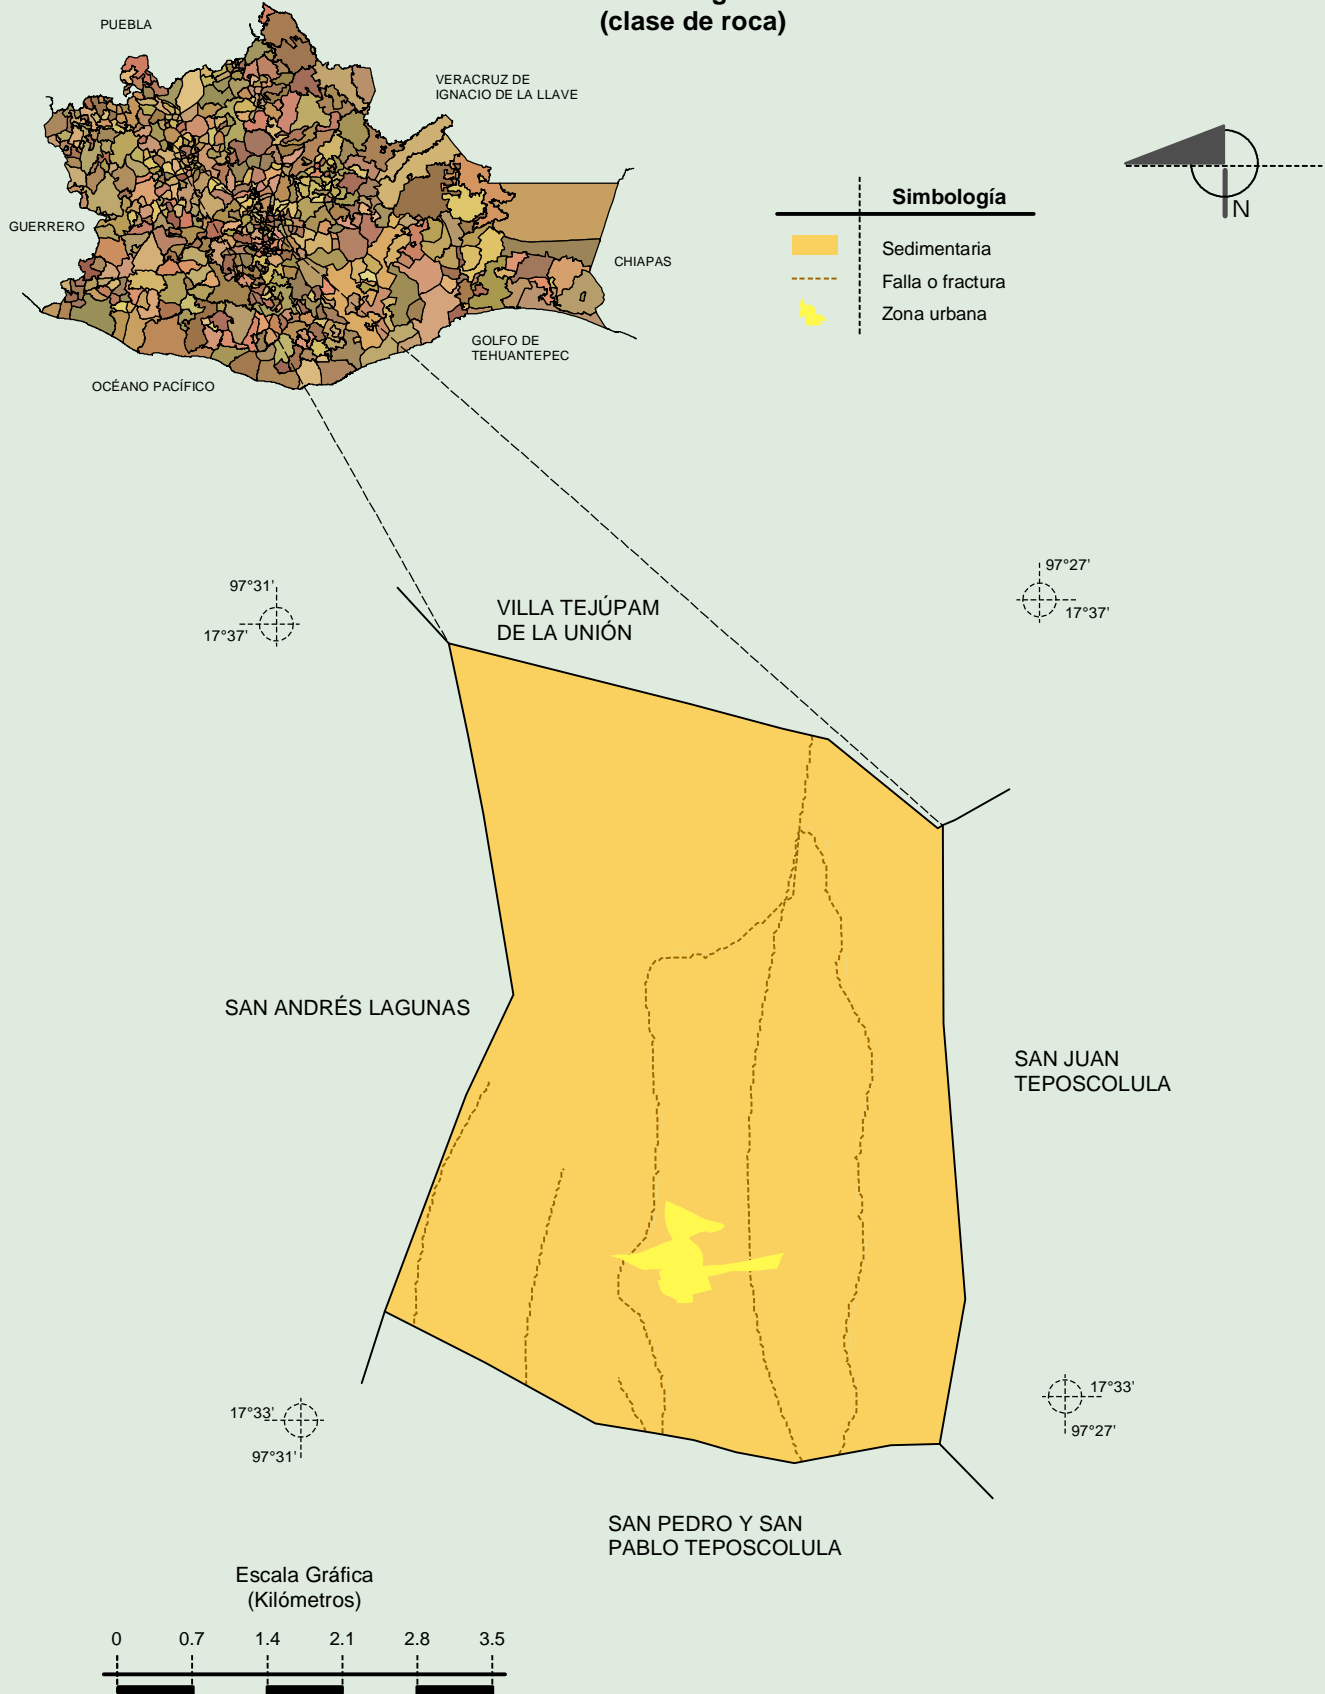 (clase de roca)
PUEBLA
VERACRUZ DE
IGNACIO DE LA LLAVE
GUERRERO
CHIAPAS
GOLFO DE
TEHUANTEPEC
OCÉANO PACÍFICO
N
Simbología
Sedimentaria
Falla o fractura
Zona urbana
97°31'
17°37'
97°27'
17°37'
VILLA TEJÚPAM
DE LA UNIÓN
SAN ANDRÉS LAGUNAS
SAN JUAN
TEPOSCOLULA
17°33'
97°31'
17°33'
97°27'
SAN PEDRO Y SAN
PABLO TEPOSCOLULA
Escala Gráfica
(Kilómetros)
0 0.7 1.4 2.1 2.8 3.5